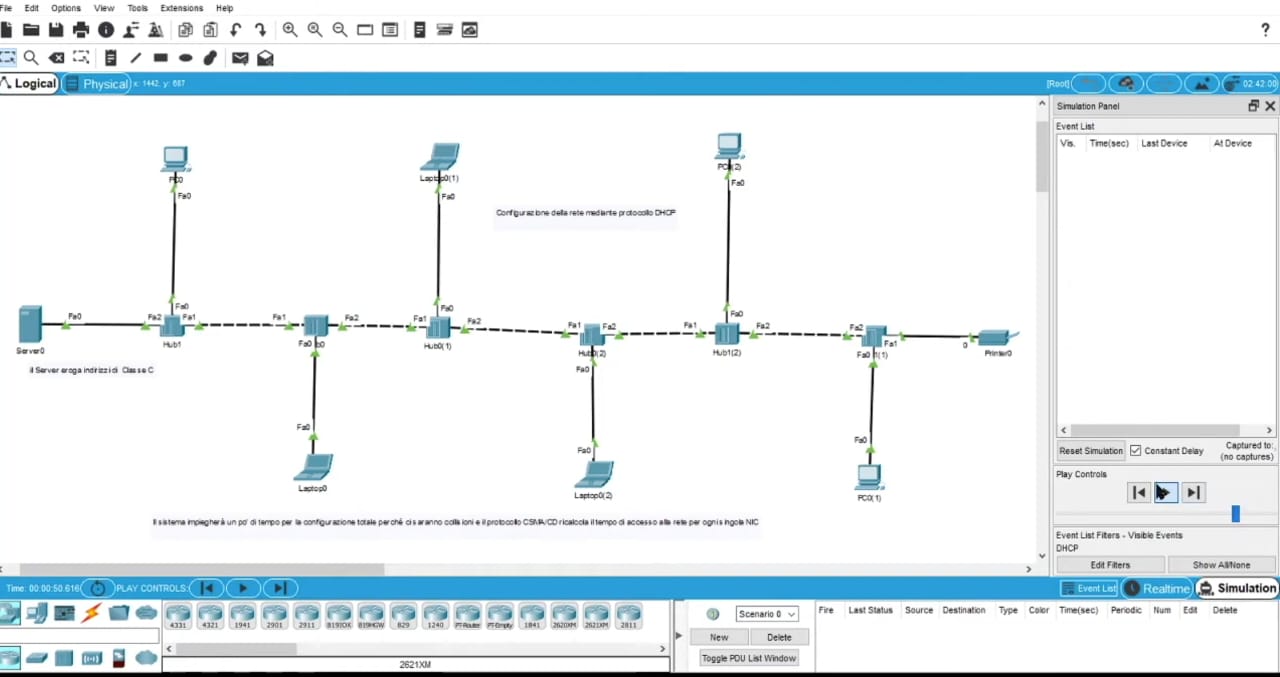 File Edit Options View Tools Extensions Help
?
Logical Physical x: 1442, y: 687 [Root] 02:42:00
Simulation Panel
Event List
Vis. Time(sec) Last Device At Device
PC0
Fa0
Laptop0(1)
Fa0
PC0(2)
Fa0
Configurazione della rete mediante protocollo DHCP
Fa0 Fa0 Fa0
Fa0 Fa2 Fa1 Fa1 Fa2 Fa1 Fa2 Fa1 Fa2 Fa1 Fa2 Fa2 Fa1 0
Server0 Hub1 Fa0 b0 Hub0(1) Hub0(2) Hub1(2) Fa0 1(1) Printer0
il Server eroga indirizzi di Classe C
Fa0
Fa0 Fa0 Fa0
Laptop0 Laptop0(2) PC0(1)
Il sistema impiegherà un po' di tempo per la configurazione totale perché ci saranno collisioni e il protocollo CSMA/CD ricalcola il tempo di accesso alla rete per ogni singola NIC
Reset Simulation Constant Delay Captured to:
(no captures)
Play Controls
Event List Filters - Visible Events
DHCP
Edit Filters Show All/None
Time: 00:00:50.616 PLAY CONTROLS: Event List Realtime Simulation
4331 4321 1941 2901 2911 819IOX 819HGW 829 1240 PT-Router PT-Empty 1841 2620XM 2621XM 2811
2621XM
Scenario 0
New Delete
Toggle PDU List Window
Fire Last Status Source Destination Type Color Time(sec) Periodic Num Edit Delete